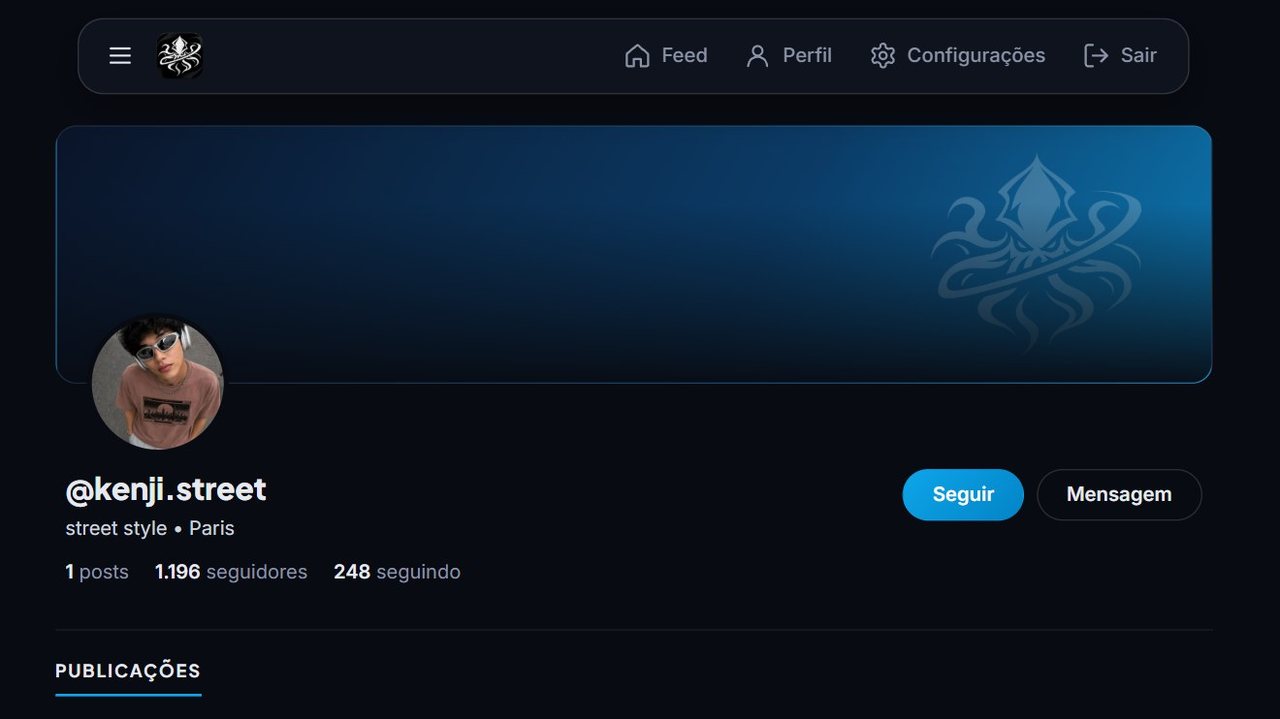 Feed Perfil Configurações Sair
@kenji.street
street style • Paris
Seguir Mensagem
1 posts 1.196 seguidores 248 seguindo
PUBLICAÇÕES